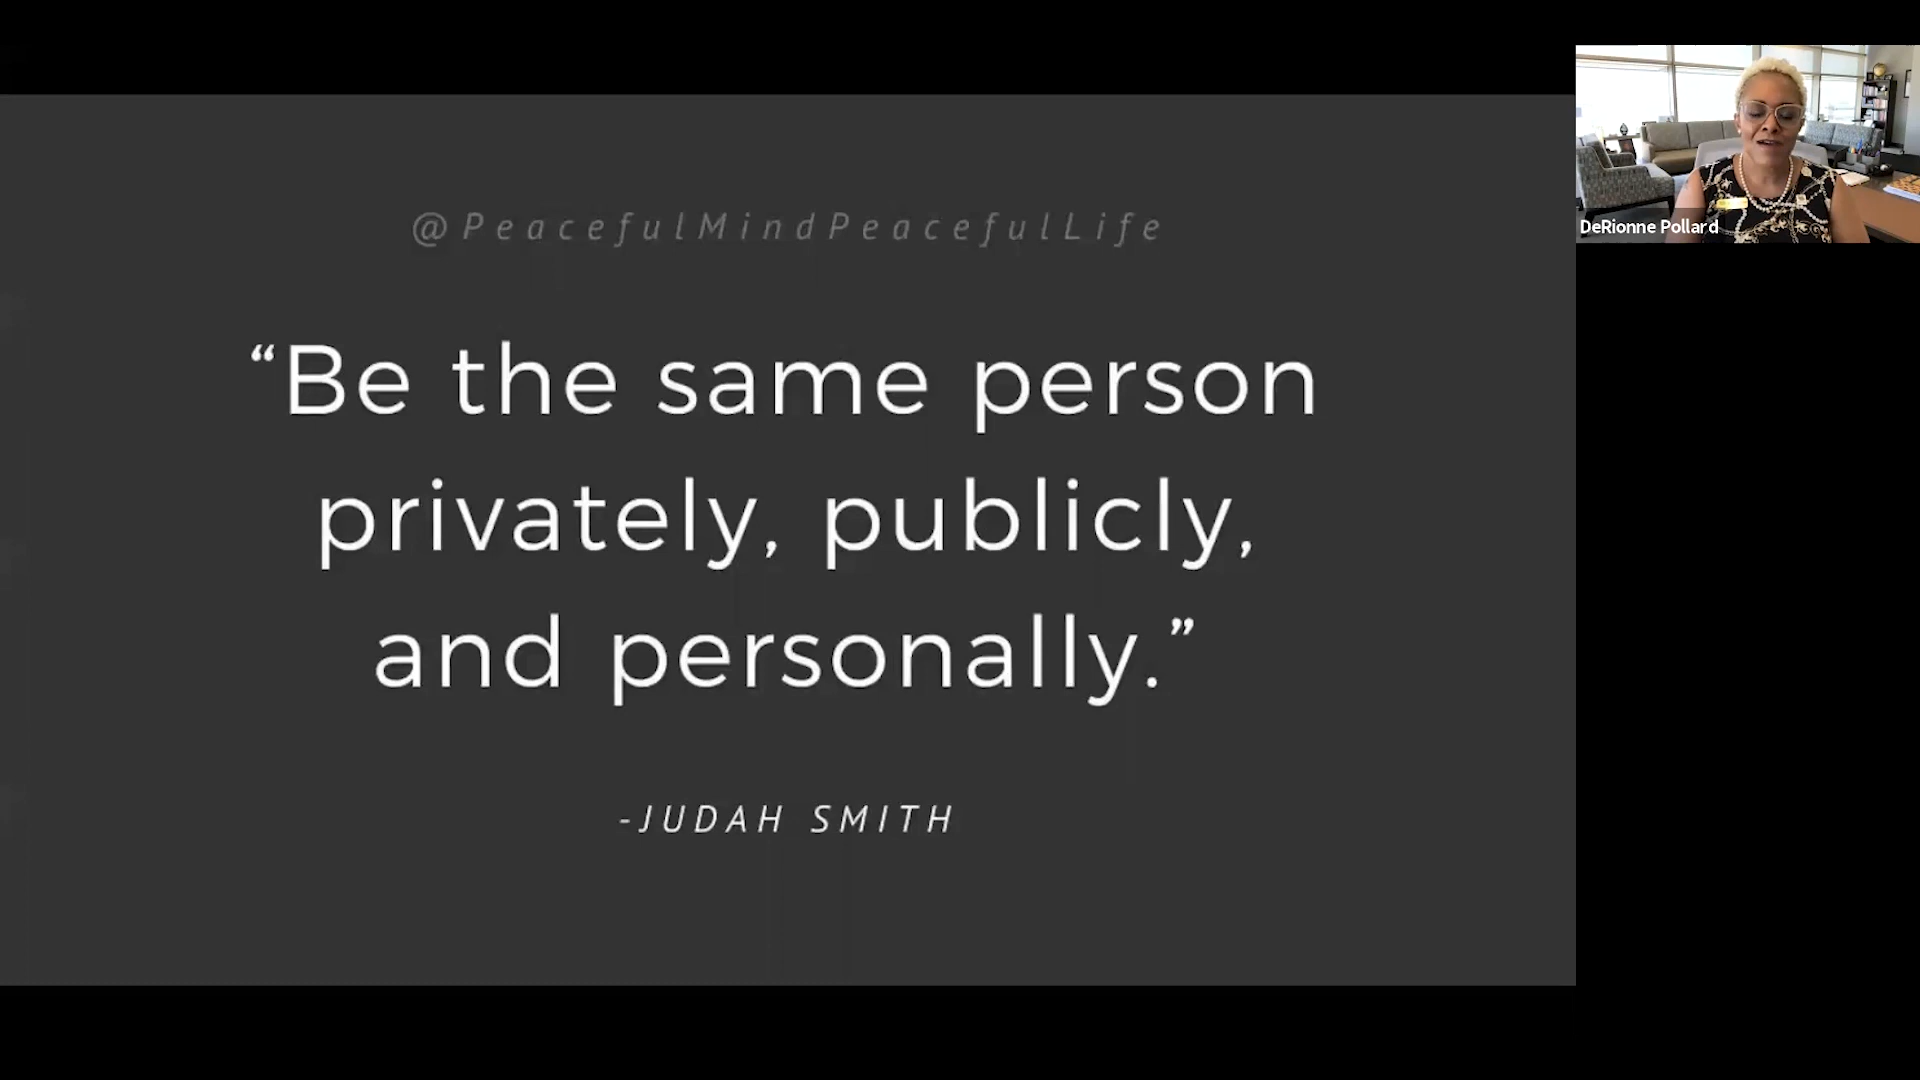 @PeacefulMindPeacefulLife
“Be the same person
privately, publicly,
and personally.”
-JUDAH SMITH
DeRionne Pollard